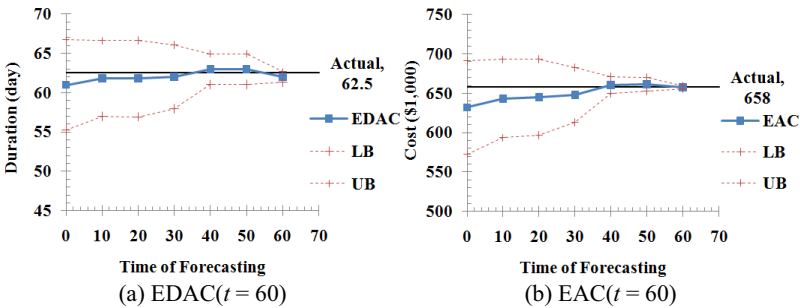 70
65
60
55
50
45
Duration (day)
0 10 20 30 40 50 60 70
Time of Forecasting
Actual,
62.5
EDAC
LB
UB
(a) EDAC(t = 60)
750
700
650
600
550
500
Cost ($1,000)
0 10 20 30 40 50 60 70
Time of Forecasting
Actual,
658
EAC
LB
UB
(b) EAC(t = 60)